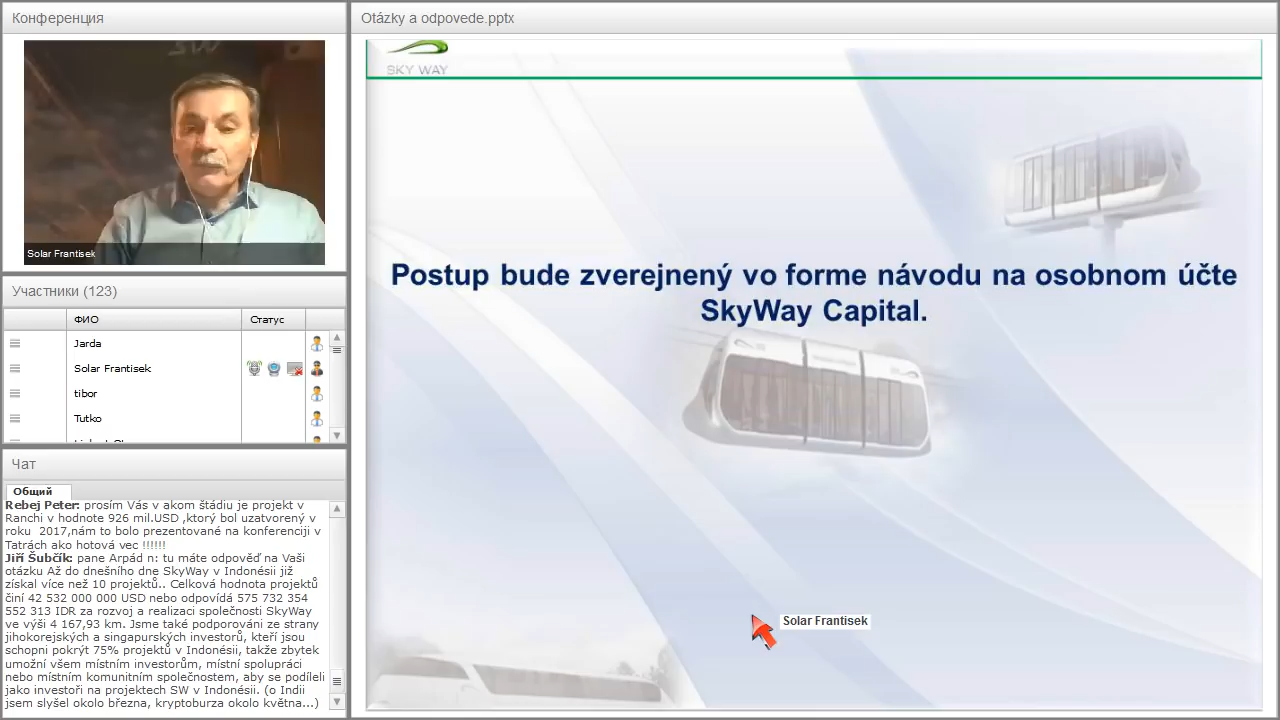 Конференция
Solar Frantisek
Участники (123)
ФИО
Статус
Jarda
Solar Frantisek
tibor
Tutko
Чат
Общий
Rebej Peter: prosím Vás v akom štádiu je projekt v
Ranchi v hodnote 926 mil.USD ,ktorý bol uzatvorený v
roku 2017,nám to bolo prezentované na konferenciji v
Tatrách ako hotová vec !!!!!!
Jiří Šubčík: pane Arpád n: tu máte odpověď na Vaši
otázku Až do dnešního dne SkyWay v Indonésii již
získal více než 10 projektů.. Celková hodnota projektů
činí 42 532 000 000 USD nebo odpovídá 575 732 354
552 313 IDR za rozvoj a realizaci společnosti SkyWay
ve výši 4 167,93 km. Jsme také podporováni ze strany
jihokorejských a singapurských investorů, kteří jsou
schopni pokrýt 75% projektů v Indonésii, takže zbytek
umožní všem místním investorům, místní spolupráci
nebo místním komunitním společnostem, aby se podíleli
jako investoři na projektech SW v Indonésii. (o Indii
jsem slyšel okolo března, kryptoburza okolo května...)
Otázky a odpovede.pptx
SKY WAY
Postup bude zverejnený vo forme návodu na osobnom účte
SkyWay Capital.
Solar Frantisek